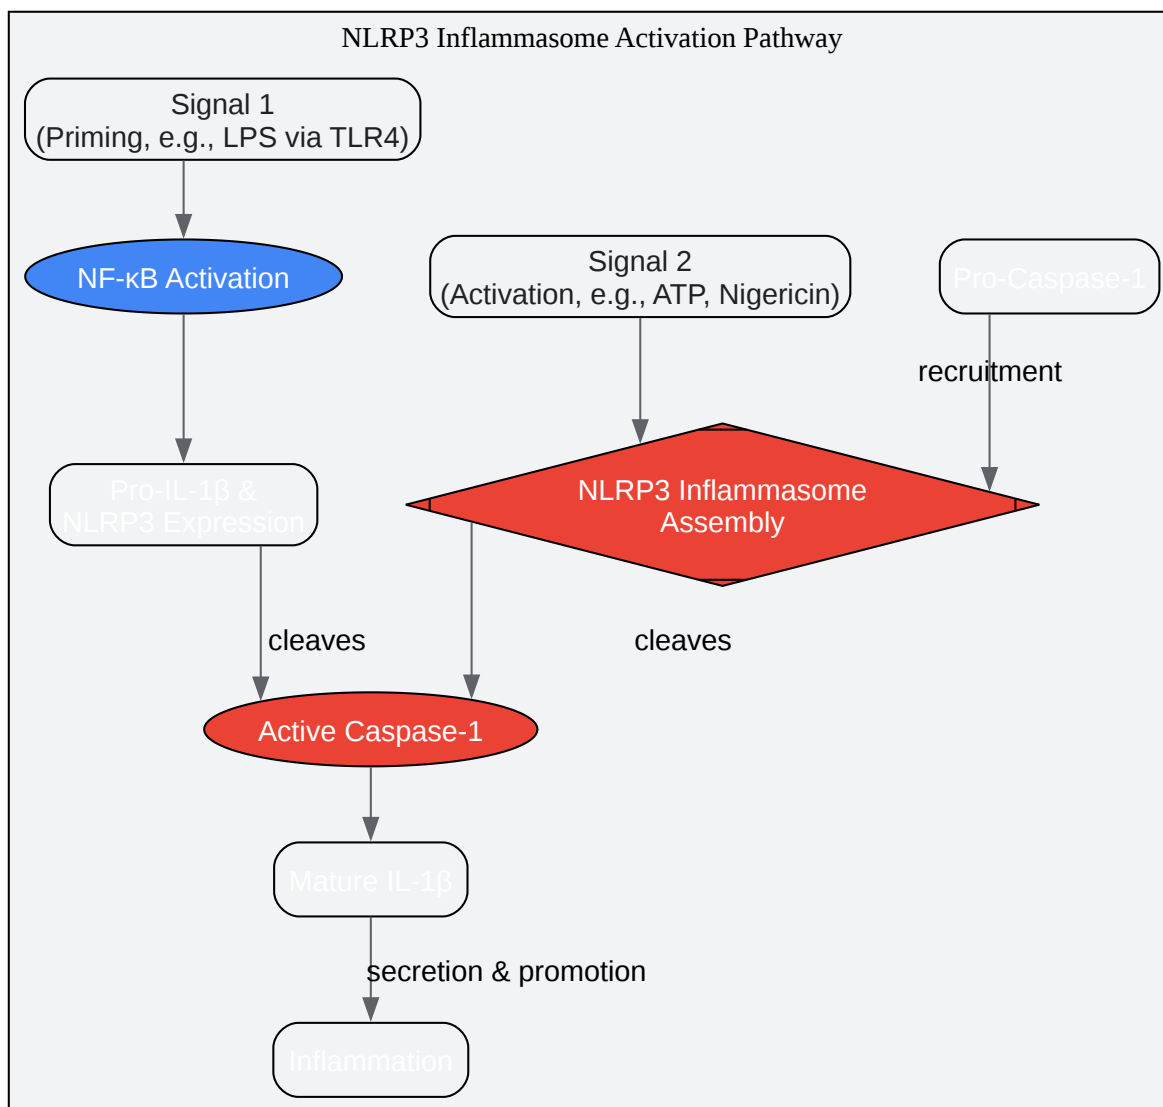 NLRP3 Inflammasome Activation Pathway
Signal 1
(Priming, e.g., LPS via TLR4)
NF-κB Activation
Signal 2
(Activation, e.g., ATP, Nigericin)
Pro-Caspase-1
recruitment
Pro-IL-1β &
NLRP3 Expression
NLRP3 Inflammasome
Assembly
cleaves
cleaves
Active Caspase-1
Mature IL-1β
secretion & promotion
Inflammation